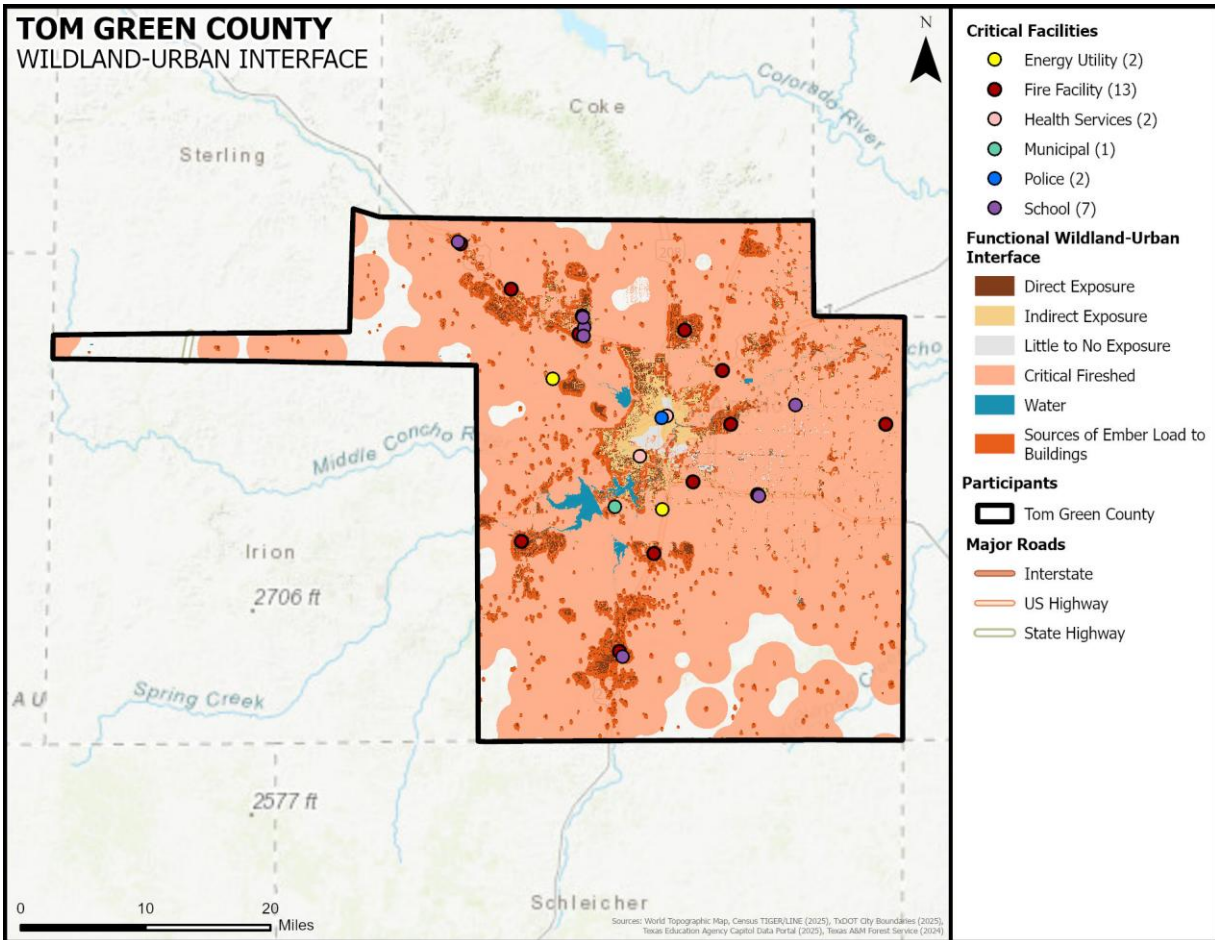 TOM GREEN COUNTY
WILDLAND-URBAN INTERFACE
N
Colorado River
Coke
Sterling
Middle Concho R
cho
Irion
2706 ft
A U
Spring Creek
2577 ft
Schleicher
0 10 20
Miles
Sources: World Topographic Map, Census TIGER/LINE (2025), TxDOT City Boundaries (2025),
Texas Education Agency Capitol Data Portal (2025), Texas A&M Forest Service (2024)
Critical Facilities
Energy Utility (2)
Fire Facility (13)
Health Services (2)
Municipal (1)
Police (2)
School (7)
Functional Wildland-Urban
Interface
Direct Exposure
Indirect Exposure
Little to No Exposure
Critical Fireshed
Water
Sources of Ember Load to
Buildings
Participants
Tom Green County
Major Roads
Interstate
US Highway
State Highway